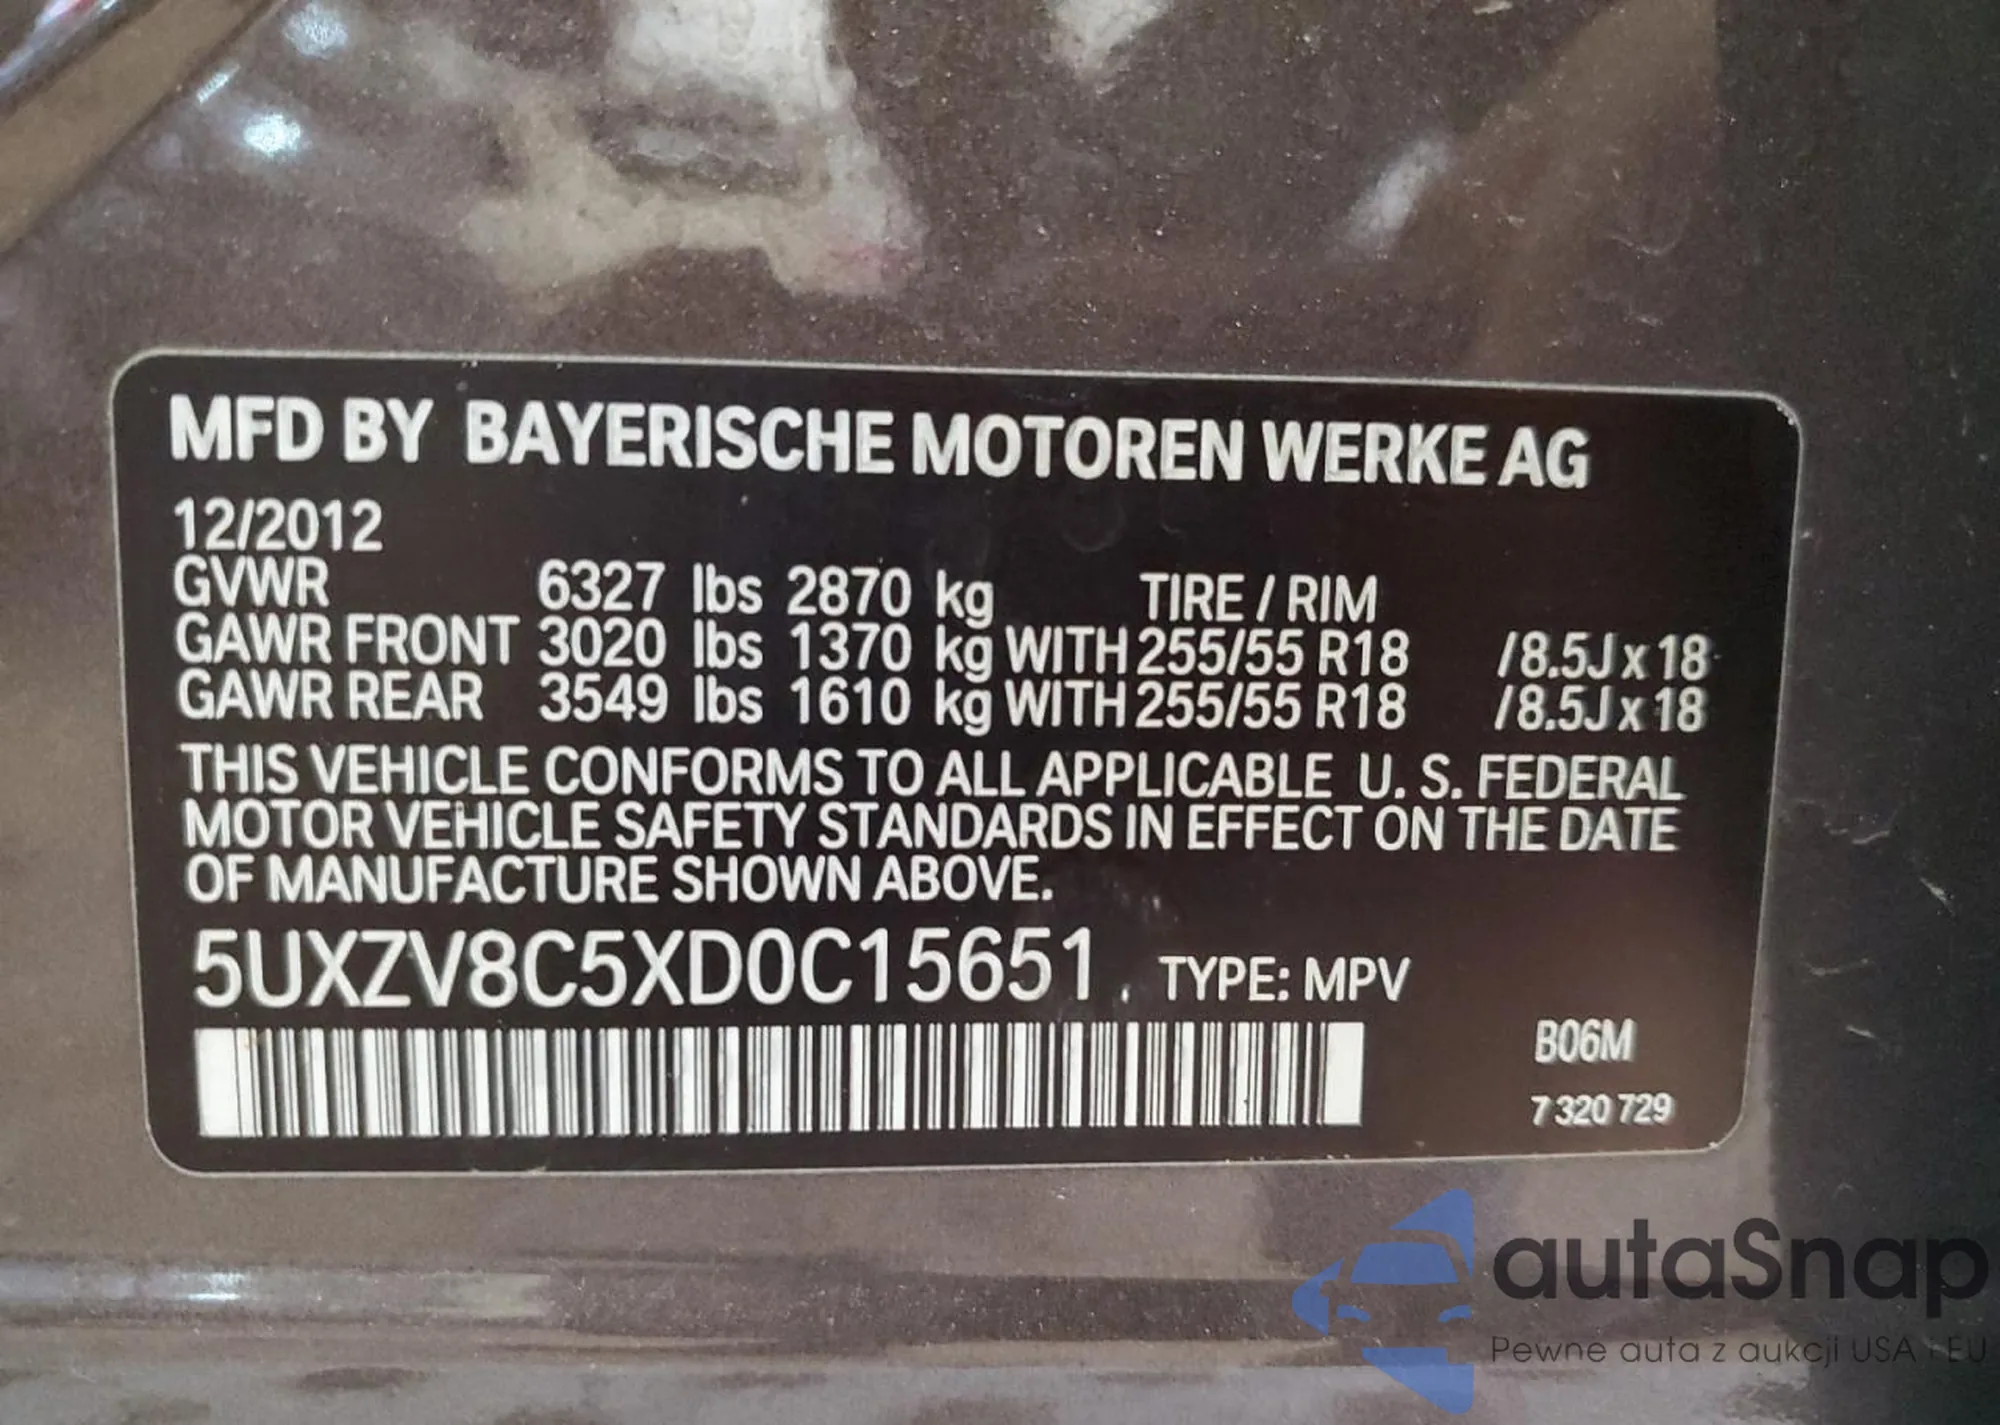 MFD BY BAYERISCHE MOTOREN WERKE AG
12/2012
GVWR 6327 lbs 2870 kg TIRE / RIM
GAWR FRONT 3020 lbs 1370 kg WITH 255/55 R18 /8.5J x 18
GAWR REAR 3549 lbs 1610 kg WITH 255/55 R18 /8.5J x 18
THIS VEHICLE CONFORMS TO ALL APPLICABLE U. S. FEDERAL
MOTOR VEHICLE SAFETY STANDARDS IN EFFECT ON THE DATE
OF MANUFACTURE SHOWN ABOVE.
5UXZV8C5XD0C15651 . TYPE: MPV
B06M
7 320 729
autaSnap
Pewne auta z aukcji USA i EU